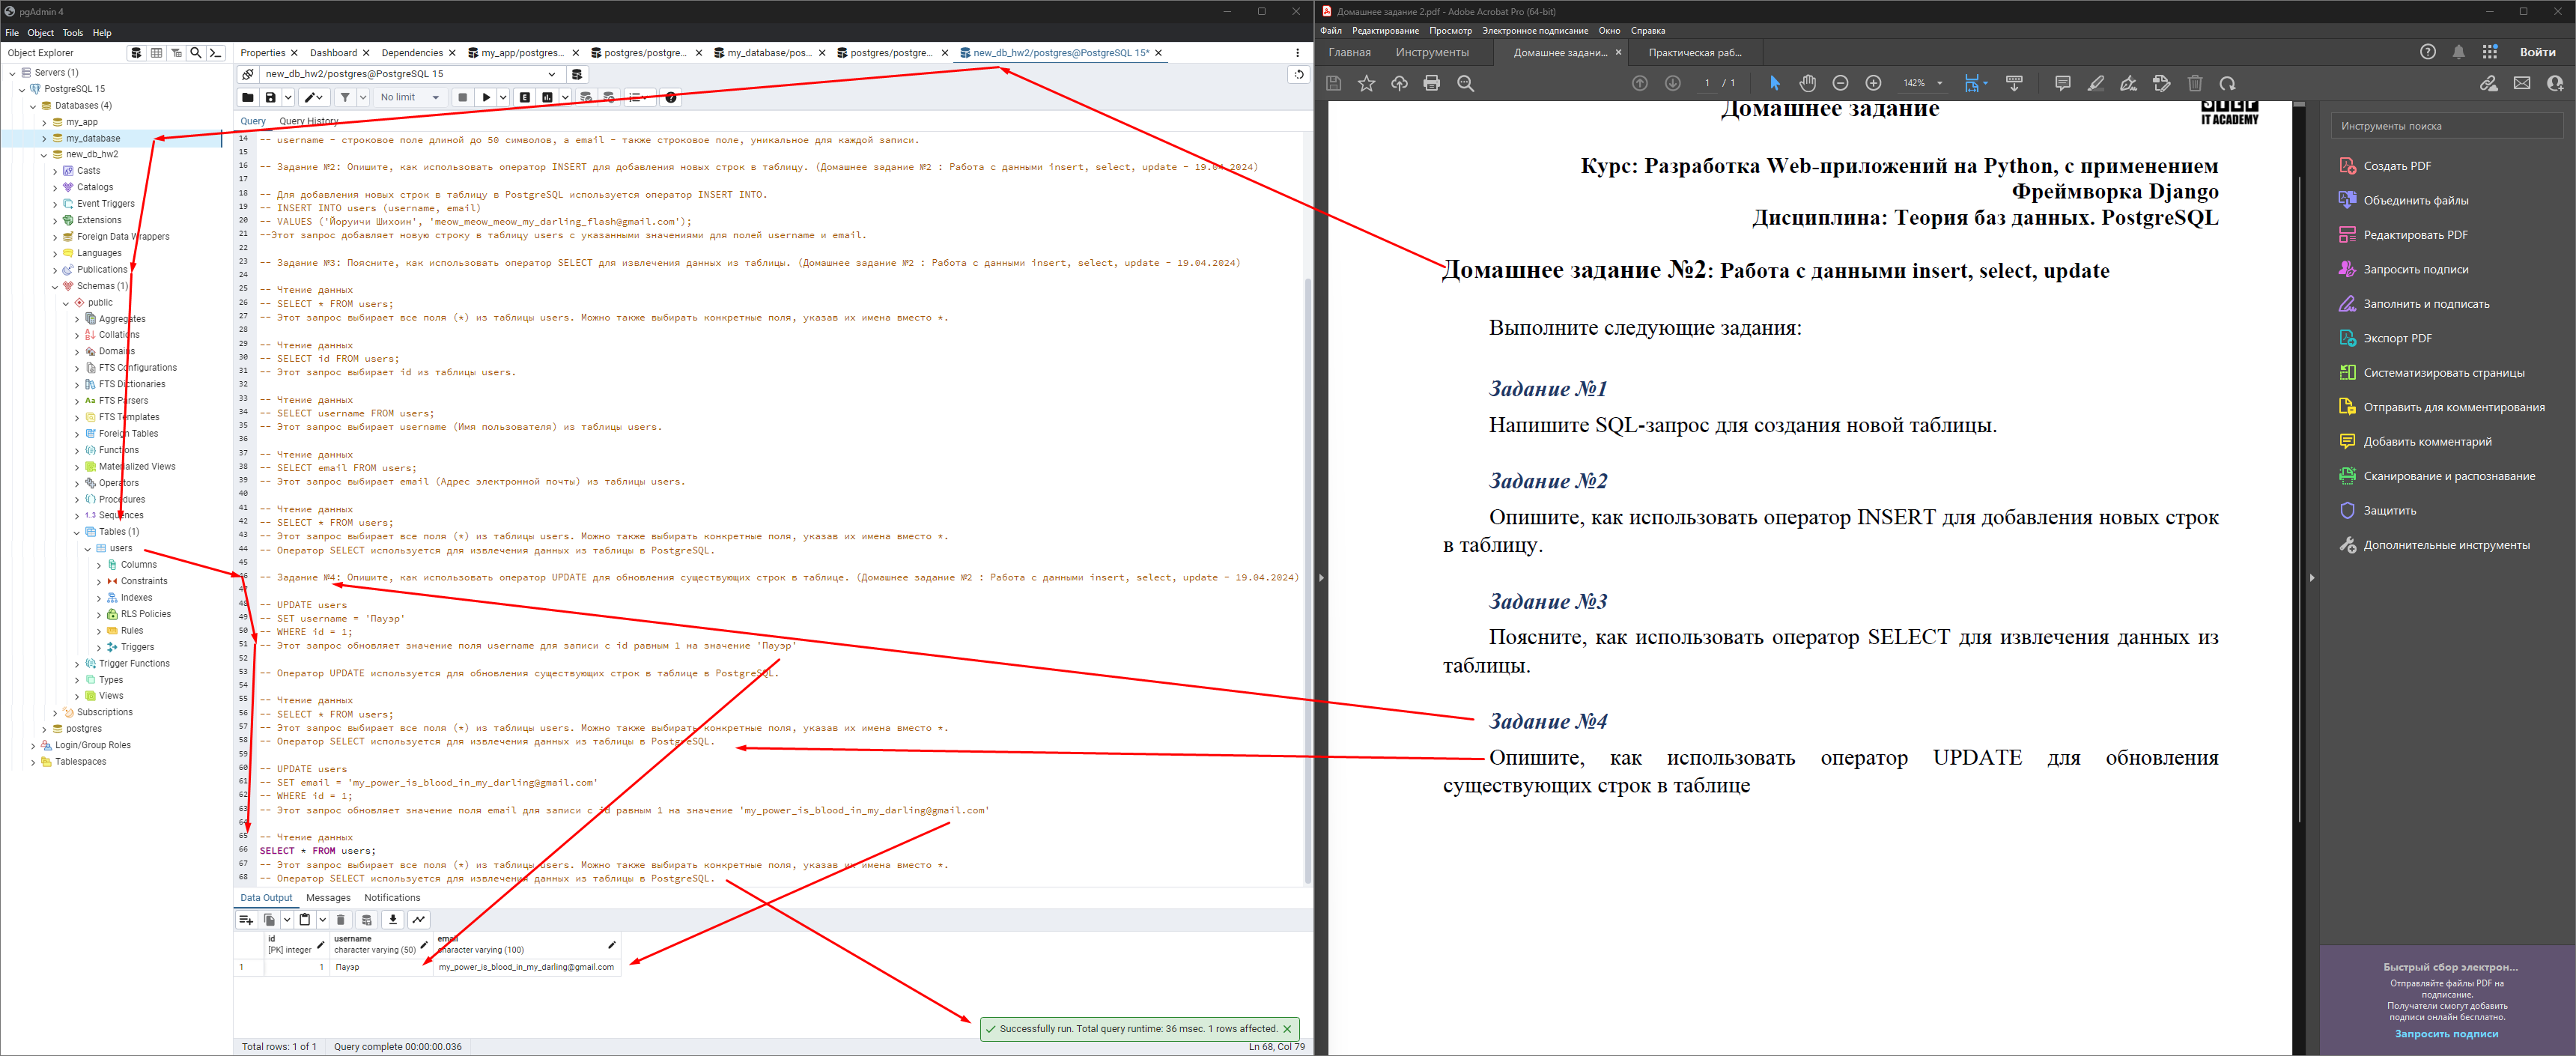 pgAdmin 4
File Object Tools Help
Object Explorer
Servers (1)
PostgreSQL 15
Databases (4)
my_app
my_database
new_db_hw2
Casts
Catalogs
Event Triggers
Extensions
Foreign Data Wrappers
Languages
Publications
Schemas (1)
public
Aggregates
Collations
Domains
FTS Configurations
FTS Dictionaries
FTS Parsers
FTS Templates
Foreign Tables
Functions
Materialized Views
Operators
Procedures
1..3 Sequences
Tables (1)
users
Columns
Constraints
Indexes
RLS Policies
Rules
Triggers
Trigger Functions
Types
Views
Subscriptions
postgres
Login/Group Roles
Tablespaces
Properties Dashboard Dependencies my_app/postgres... postgres/postgre... my_database/pos... postgres/postgre... new_db_hw2/postgres@PostgreSQL 15*
new_db_hw2/postgres@PostgreSQL 15
No limit
Query Query History
14 -- username - строковое поле длиной до 50 символов, а email - также строковое поле, уникальное для каждой записи.
15
16 -- Задание №2: Опишите, как использовать оператор INSERT для добавления новых строк в таблицу. (Домашнее задание №2 : Работа с данными insert, select, update - 19.04.2024)
17
18 -- Для добавления новых строк в таблицу в PostgreSQL используется оператор INSERT INTO.
19 -- INSERT INTO users (username, email)
20 -- VALUES ('Йоруичи Шихоин', 'meow_meow_meow_my_darling_flash@gmail.com');
21 --Этот запрос добавляет новую строку в таблицу users с указанными значениями для полей username и email.
22
23 -- Задание №3: Поясните, как использовать оператор SELECT для извлечения данных из таблицы. (Домашнее задание №2 : Работа с данными insert, select, update - 19.04.2024)
24
25 -- Чтение данных
26 -- SELECT * FROM users;
27 -- Этот запрос выбирает все поля (*) из таблицы users. Можно также выбирать конкретные поля, указав их имена вместо *.
28
29 -- Чтение данных
30 -- SELECT id FROM users;
31 -- Этот запрос выбирает id из таблицы users.
32
33 -- Чтение данных
34 -- SELECT username FROM users;
35 -- Этот запрос выбирает username (Имя пользователя) из таблицы users.
36
37 -- Чтение данных
38 -- SELECT email FROM users;
39 -- Этот запрос выбирает email (Адрес электронной почты) из таблицы users.
40
41 -- Чтение данных
42 -- SELECT * FROM users;
43 -- Этот запрос выбирает все поля (*) из таблицы users. Можно также выбирать конкретные поля, указав их имена вместо *.
44 -- Оператор SELECT используется для извлечения данных из таблицы в PostgreSQL.
45
46 -- Задание №4: Опишите, как использовать оператор UPDATE для обновления существующих строк в таблице. (Домашнее задание №2 : Работа с данными insert, select, update - 19.04.2024)
47
48 -- UPDATE users
49 -- SET username = 'Пауэр'
50 -- WHERE id = 1;
51 -- Этот запрос обновляет значение поля username для записи с id равным 1 на значение 'Пауэр'
52
53 -- Оператор UPDATE используется для обновления существующих строк в таблице в PostgreSQL.
54
55 -- Чтение данных
56 -- SELECT * FROM users;
57 -- Этот запрос выбирает все поля (*) из таблицы users. Можно также выбирать конкретные поля, указав их имена вместо *.
58 -- Оператор SELECT используется для извлечения данных из таблицы в PostgreSQL.
59
60 -- UPDATE users
61 -- SET email = 'my_power_is_blood_in_my_darling@gmail.com'
62 -- WHERE id = 1;
63 -- Этот запрос обновляет значение поля email для записи с id равным 1 на значение 'my_power_is_blood_in_my_darling@gmail.com'
64
65 -- Чтение данных
66 SELECT * FROM users;
67 -- Этот запрос выбирает все поля (*) из таблицы users. Можно также выбирать конкретные поля, указав их имена вместо *.
68 -- Оператор SELECT используется для извлечения данных из таблицы в PostgreSQL.
Data Output Messages Notifications
id username email
[PK] integer character varying (50) character varying (100)
1 1 Пауэр my_power_is_blood_in_my_darling@gmail.com
Successfully run. Total query runtime: 36 msec. 1 rows affected.
Total rows: 1 of 1 Query complete 00:00:00.036 Ln 68, Col 79
Домашнее задание 2.pdf - Adobe Acrobat Pro (64-bit)
Файл Редактирование Просмотр Электронное подписание Окно Справка
Главная Инструменты Домашнее задани... Практическая раб... Войти
1 / 1 142%
Домашнее задание
IT ACADEMY
Курс: Разработка Web-приложений на Python, с применением
Фреймворка Django
Дисциплина: Теория баз данных. PostgreSQL
Домашнее задание №2: Работа с данными insert, select, update
Выполните следующие задания:
Задание №1
Напишите SQL-запрос для создания новой таблицы.
Задание №2
Опишите, как использовать оператор INSERT для добавления новых строк
в таблицу.
Задание №3
Поясните, как использовать оператор SELECT для извлечения данных из
таблицы.
Задание №4
Опишите, как использовать оператор UPDATE для обновления
существующих строк в таблице
Инструменты поиска
Создать PDF
Объединить файлы
Редактировать PDF
Запросить подписи
Заполнить и подписать
Экспорт PDF
Систематизировать страницы
Отправить для комментирования
Добавить комментарий
Сканирование и распознавание
Защитить
Дополнительные инструменты
Быстрый сбор электрон...
Отправляйте файлы PDF на
подписание.
Получатели смогут добавить
подписи онлайн бесплатно.
Запросить подписи